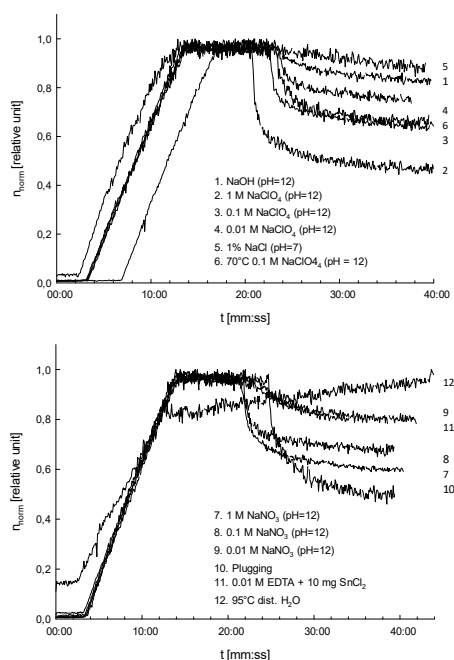 1,0
0,8
0,6
0,4
0,2
0,0
n_norm [relative unit]
5
1
4
6
3
2
1. NaOH (pH=12)
2. 1 M NaClO₄ (pH=12)
3. 0.1 M NaClO₄ (pH=12)
4. 0.01 M NaClO₄ (pH=12)
5. 1% NaCl (pH=7)
6. 70°C 0.1 M NaClO4₄ (pH = 12)
00:00 10:00 20:00 30:00 40:00
t [mm:ss]
1,0
0,8
0,6
0,4
0,2
0,0
n_norm [relative unit]
12
9
11
8
7
10
7. 1 M NaNO₃ (pH=12)
8. 0.1 M NaNO₃ (pH=12)
9. 0.01 M NaNO₃ (pH=12)
10. Plugging
11. 0.01 M EDTA + 10 mg SnCl₂
12. 95°C dist. H₂O
00:00 10:00 20:00 30:00 40:00
t [mm:ss]